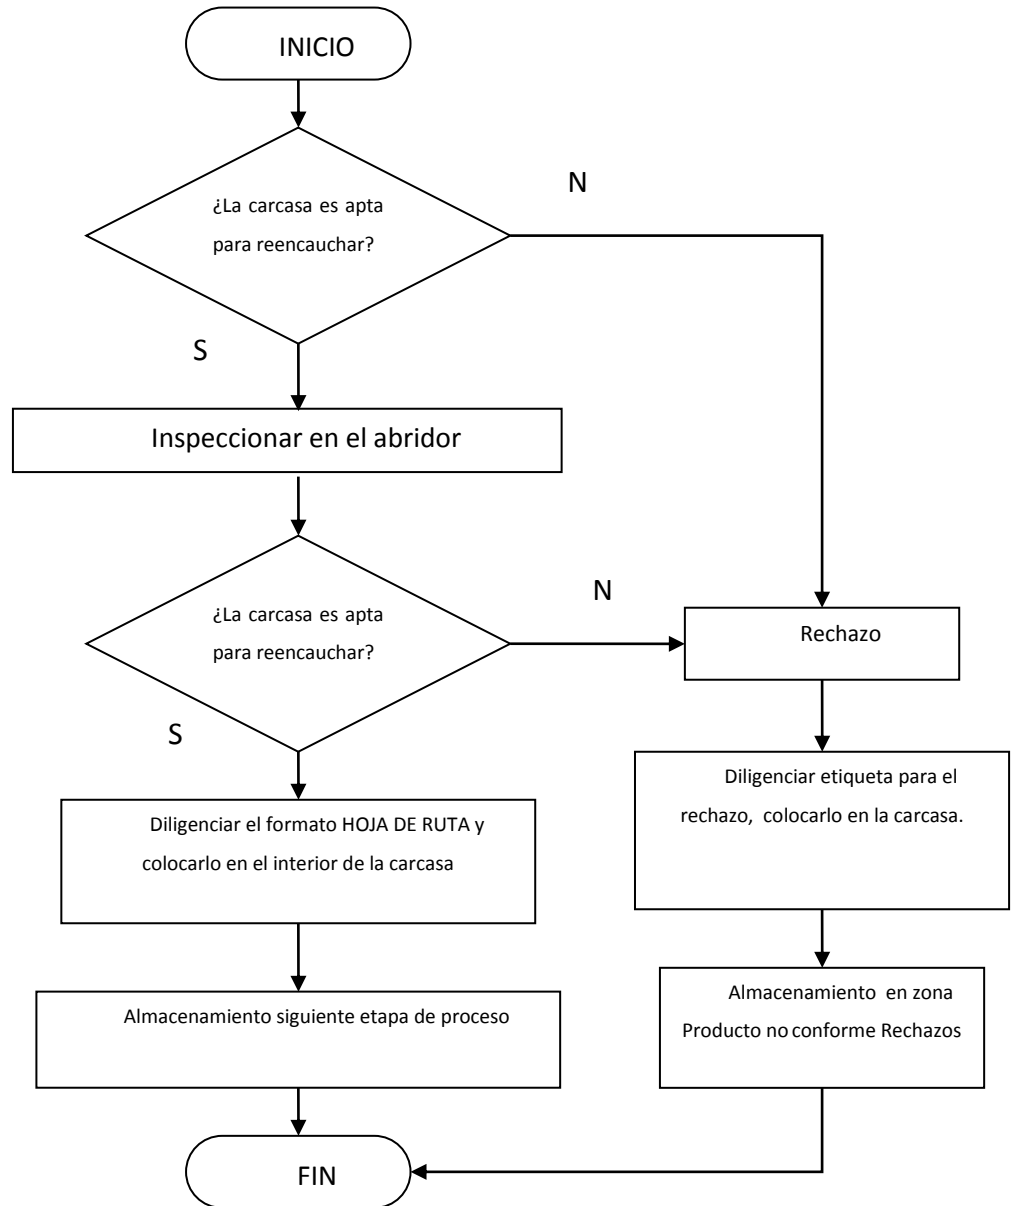 INICIO
N
¿La carcasa es apta
para reencauchar?
S
Inspeccionar en el abridor
N
¿La carcasa es apta
para reencauchar?
Rechazo
S
Diligenciar etiqueta para el
rechazo, colocarlo en la carcasa.
Diligenciar el formato HOJA DE RUTA y
colocarlo en el interior de la carcasa
Almacenamiento en zona
Producto no conforme Rechazos
Almacenamiento siguiente etapa de proceso
FIN